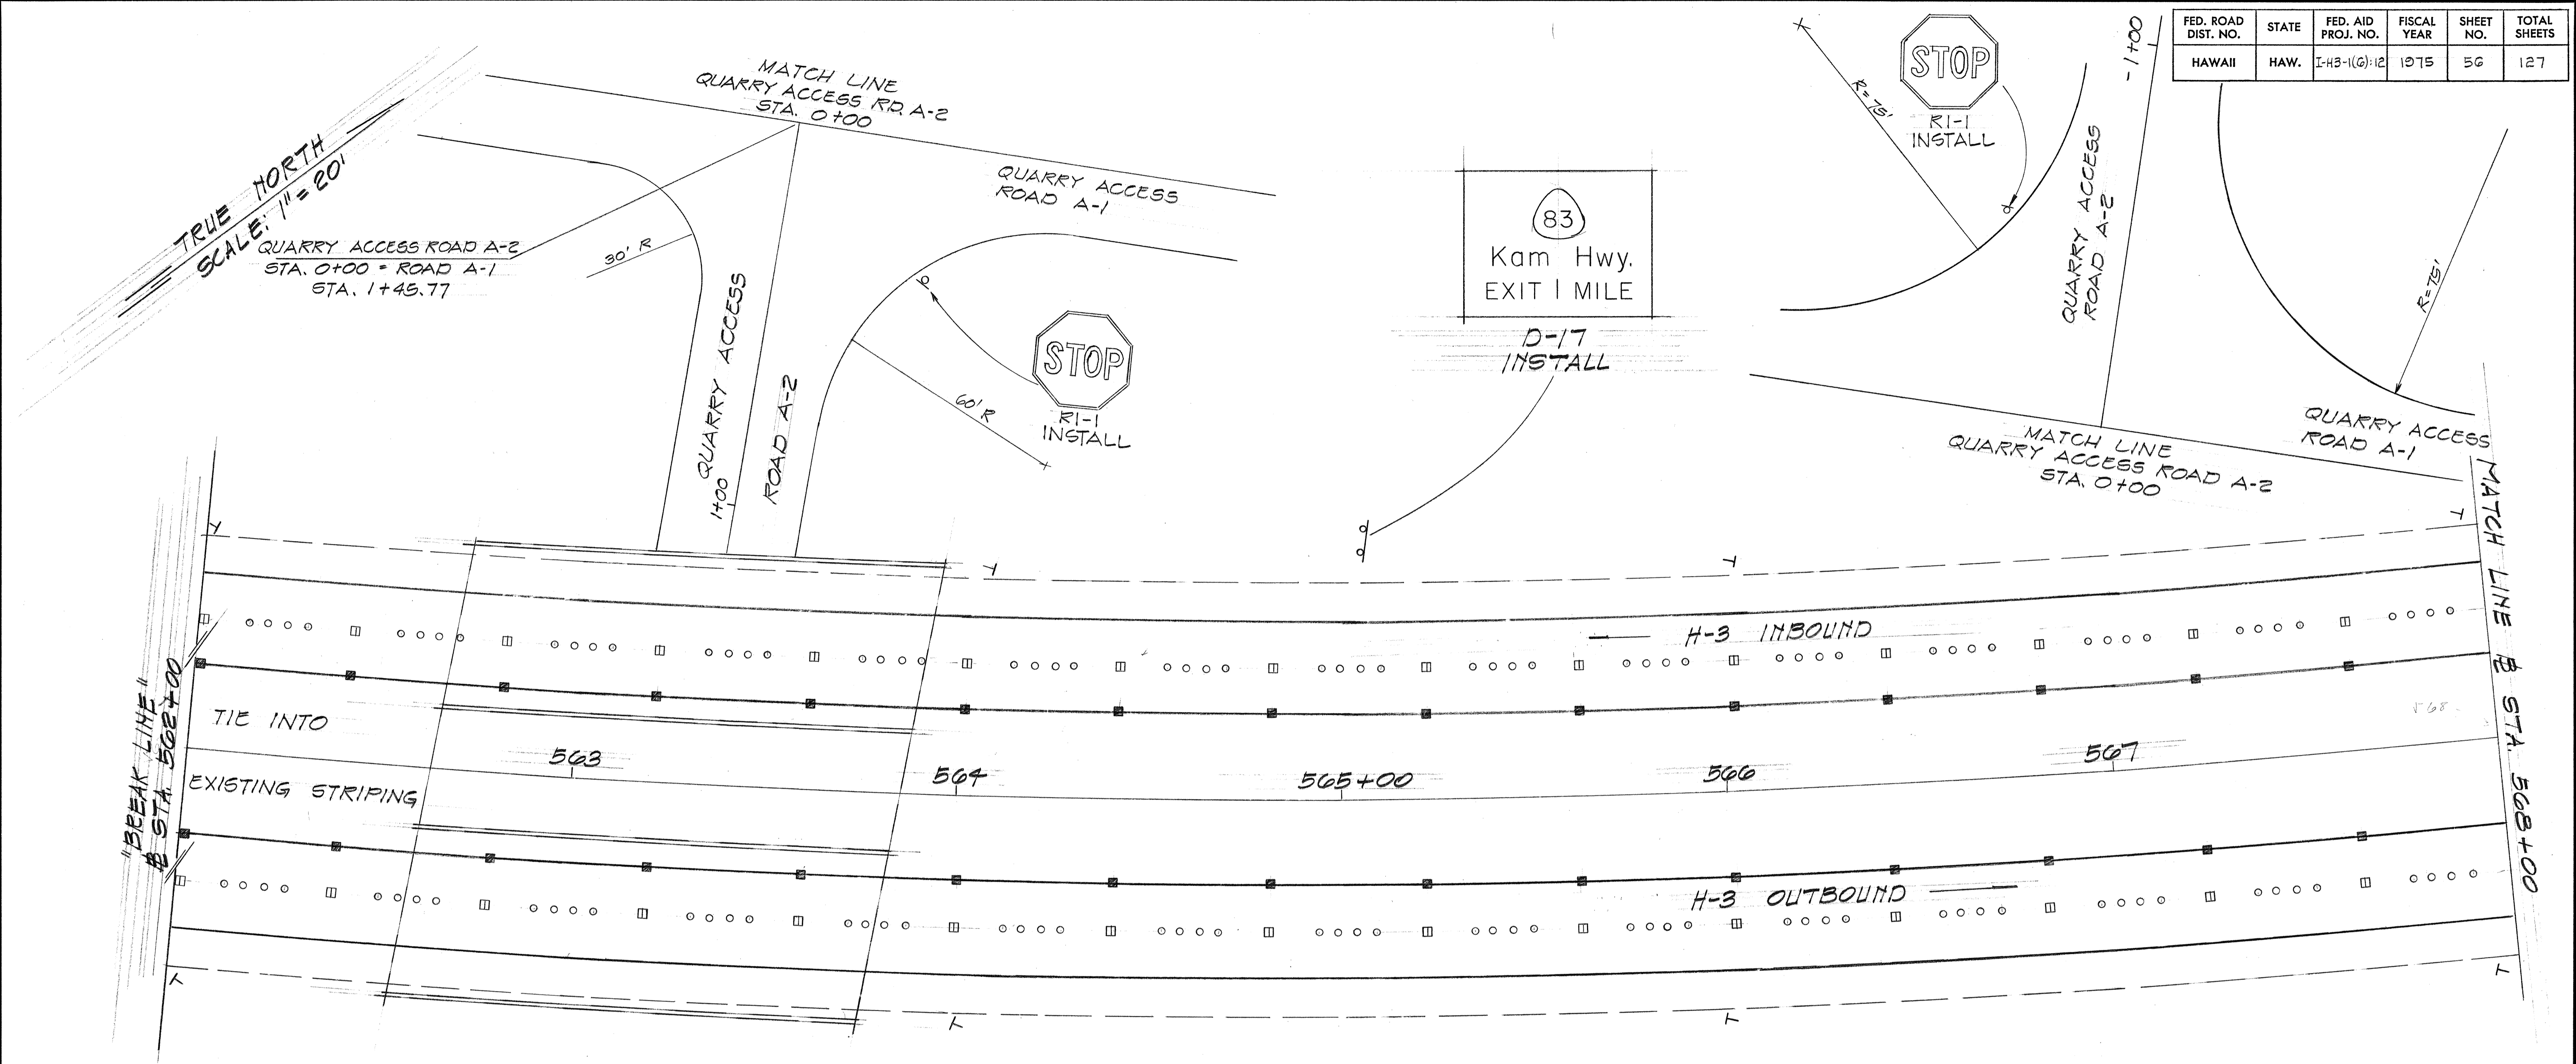 FED. ROAD DIST. NO. STATE FED. AID PROJ. NO. FISCAL YEAR SHEET NO. TOTAL SHEETS
HAWAII HAW. I-H3-1(6):12 1975 56 127
TRUE NORTH
SCALE: 1" = 20'
MATCH LINE
QUARRY ACCESS RD. A-2
STA. 0+00
QUARRY ACCESS
ROAD A-1
QUARRY ACCESS ROAD A-2
STA. 0+00 = ROAD A-1
STA. 1+45.77
30' R
QUARRY ACCESS
ROAD A-2
1+00
STOP
R1-1
INSTALL
60' R
83
Kam Hwy.
EXIT 1 MILE
D-17
INSTALL
R=75'
STOP
R1-1
INSTALL
-1+00
QUARRY ACCESS
ROAD A-2
R=75'
QUARRY ACCESS
ROAD A-1
MATCH LINE
QUARRY ACCESS ROAD A-2
STA. 0+00
"BREAK LINE"
B STA. 562+00
TIE INTO
EXISTING STRIPING
H-3 INBOUND
563
564
565+00
566
567
568
H-3 OUTBOUND
MATCH LINE B STA. 568+00